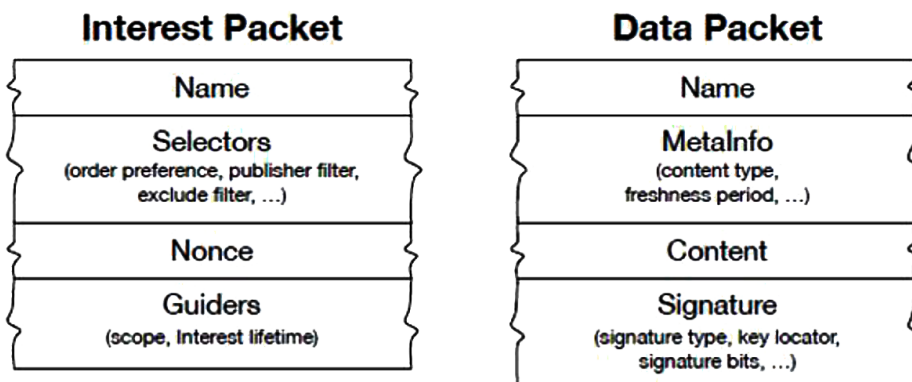 Interest Packet
Name
Selectors
(order preference, publisher filter,
exclude filter, ...)
Nonce
Guiders
(scope, Interest lifetime)
Data Packet
Name
MetaInfo
(content type,
freshness period, ...)
Content
Signature
(signature type, key locator,
signature bits, ...)